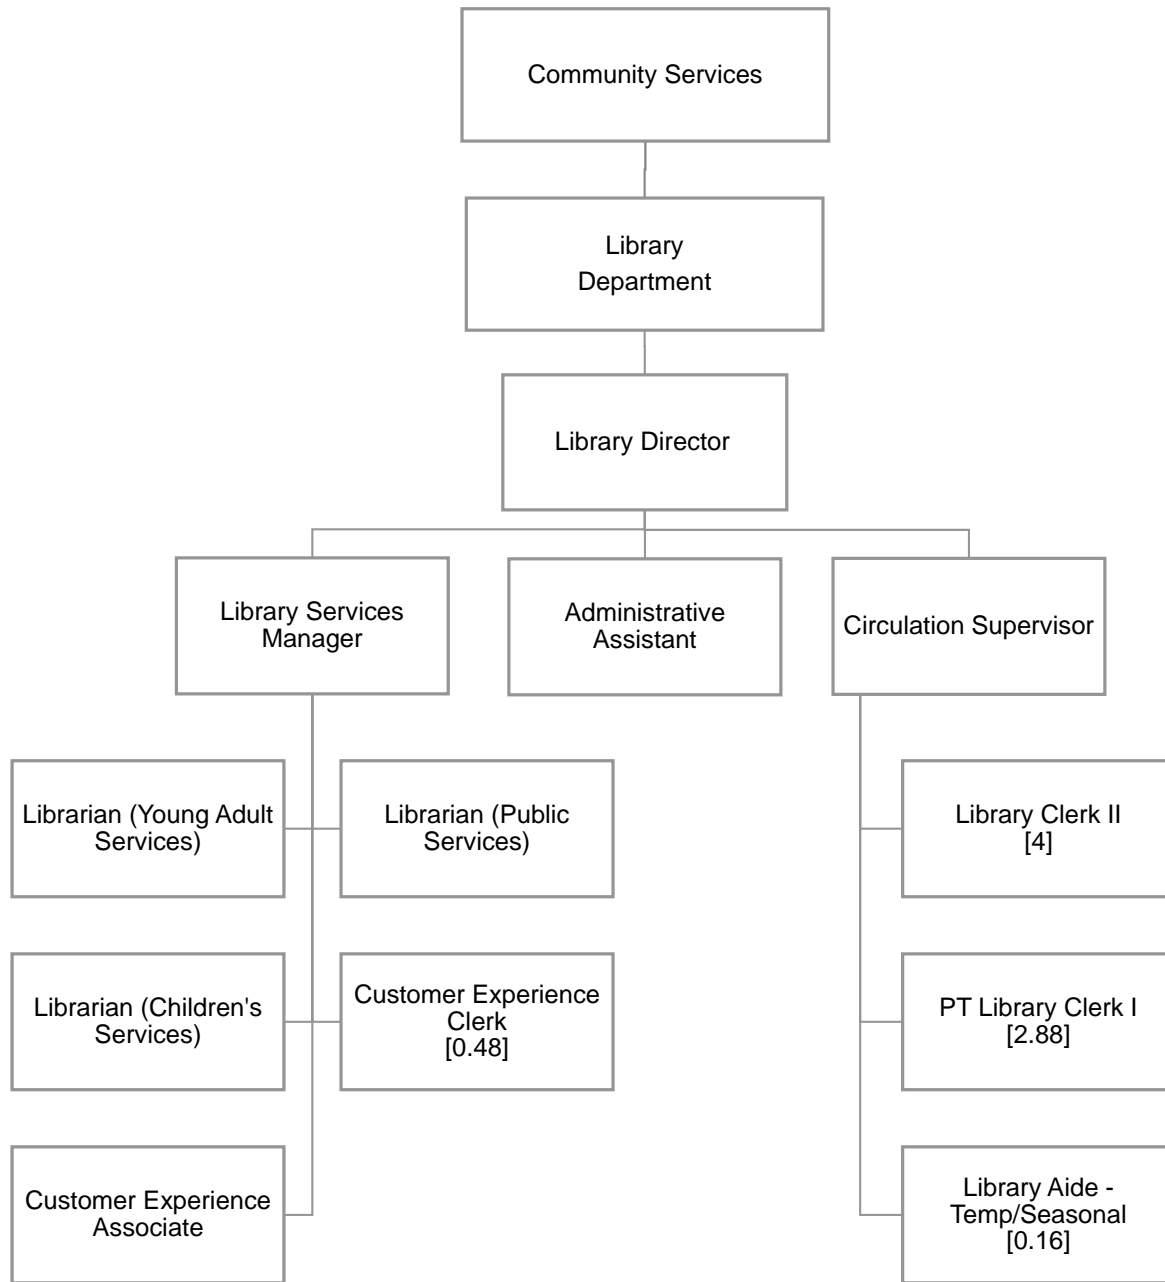 Community Services
Library
Department
Library Director
Library Services
Manager
Administrative
Assistant
Circulation Supervisor
Librarian (Young Adult
Services)
Librarian (Public
Services)
Library Clerk II
[4]
Librarian (Children's
Services)
Customer Experience
Clerk
[0.48]
PT Library Clerk I
[2.88]
Customer Experience
Associate
Library Aide -
Temp/Seasonal
[0.16]